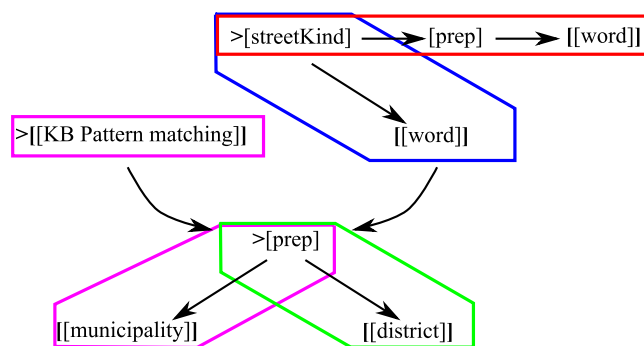 >[streetKind] [prep] [[word]]
>[[KB Pattern matching]] [[word]]
>[prep]
[[municipality]] [[district]]